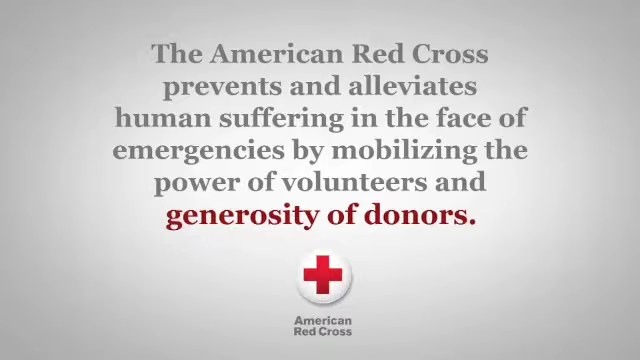 The American Red Cross
prevents and alleviates
human suffering in the face of
emergencies by mobilizing the
power of volunteers and
generosity of donors.
American
Red Cross